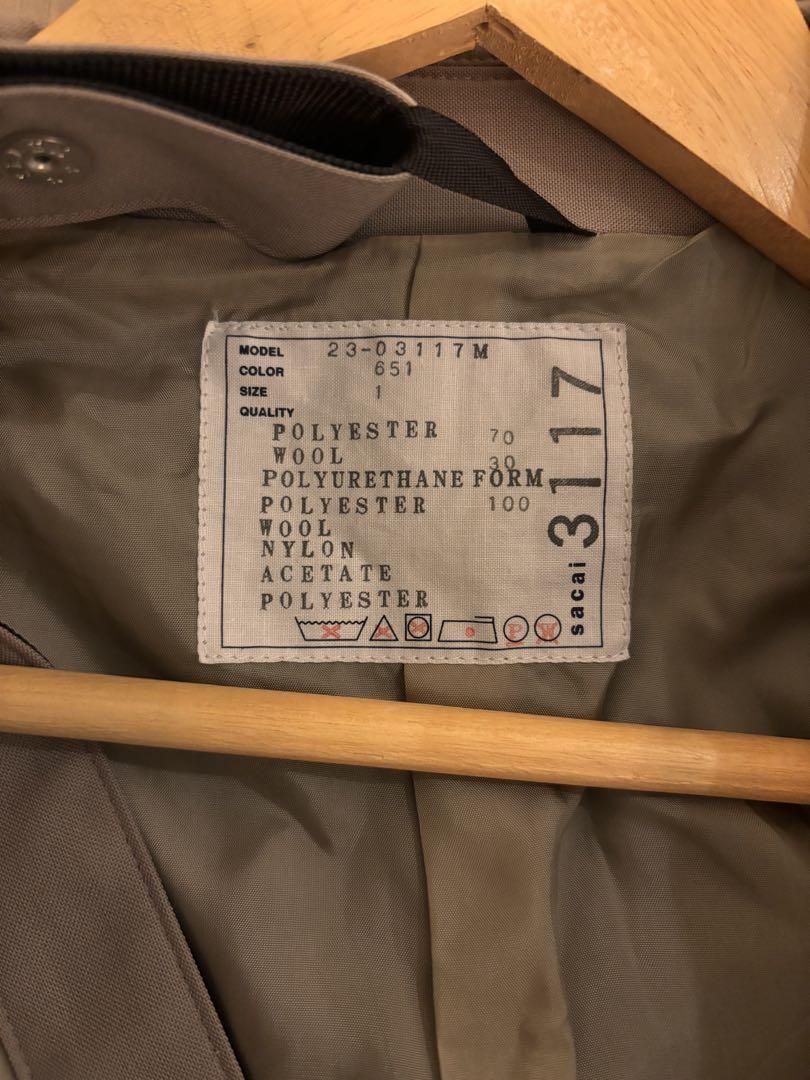 MODEL 23-03117M
COLOR 651
SIZE 1
QUALITY
POLYESTER 70
WOOL 30
POLYURETHANE FORM
POLYESTER 100
WOOL
NYLON
ACETATE
POLYESTER
P W
sacai 3117